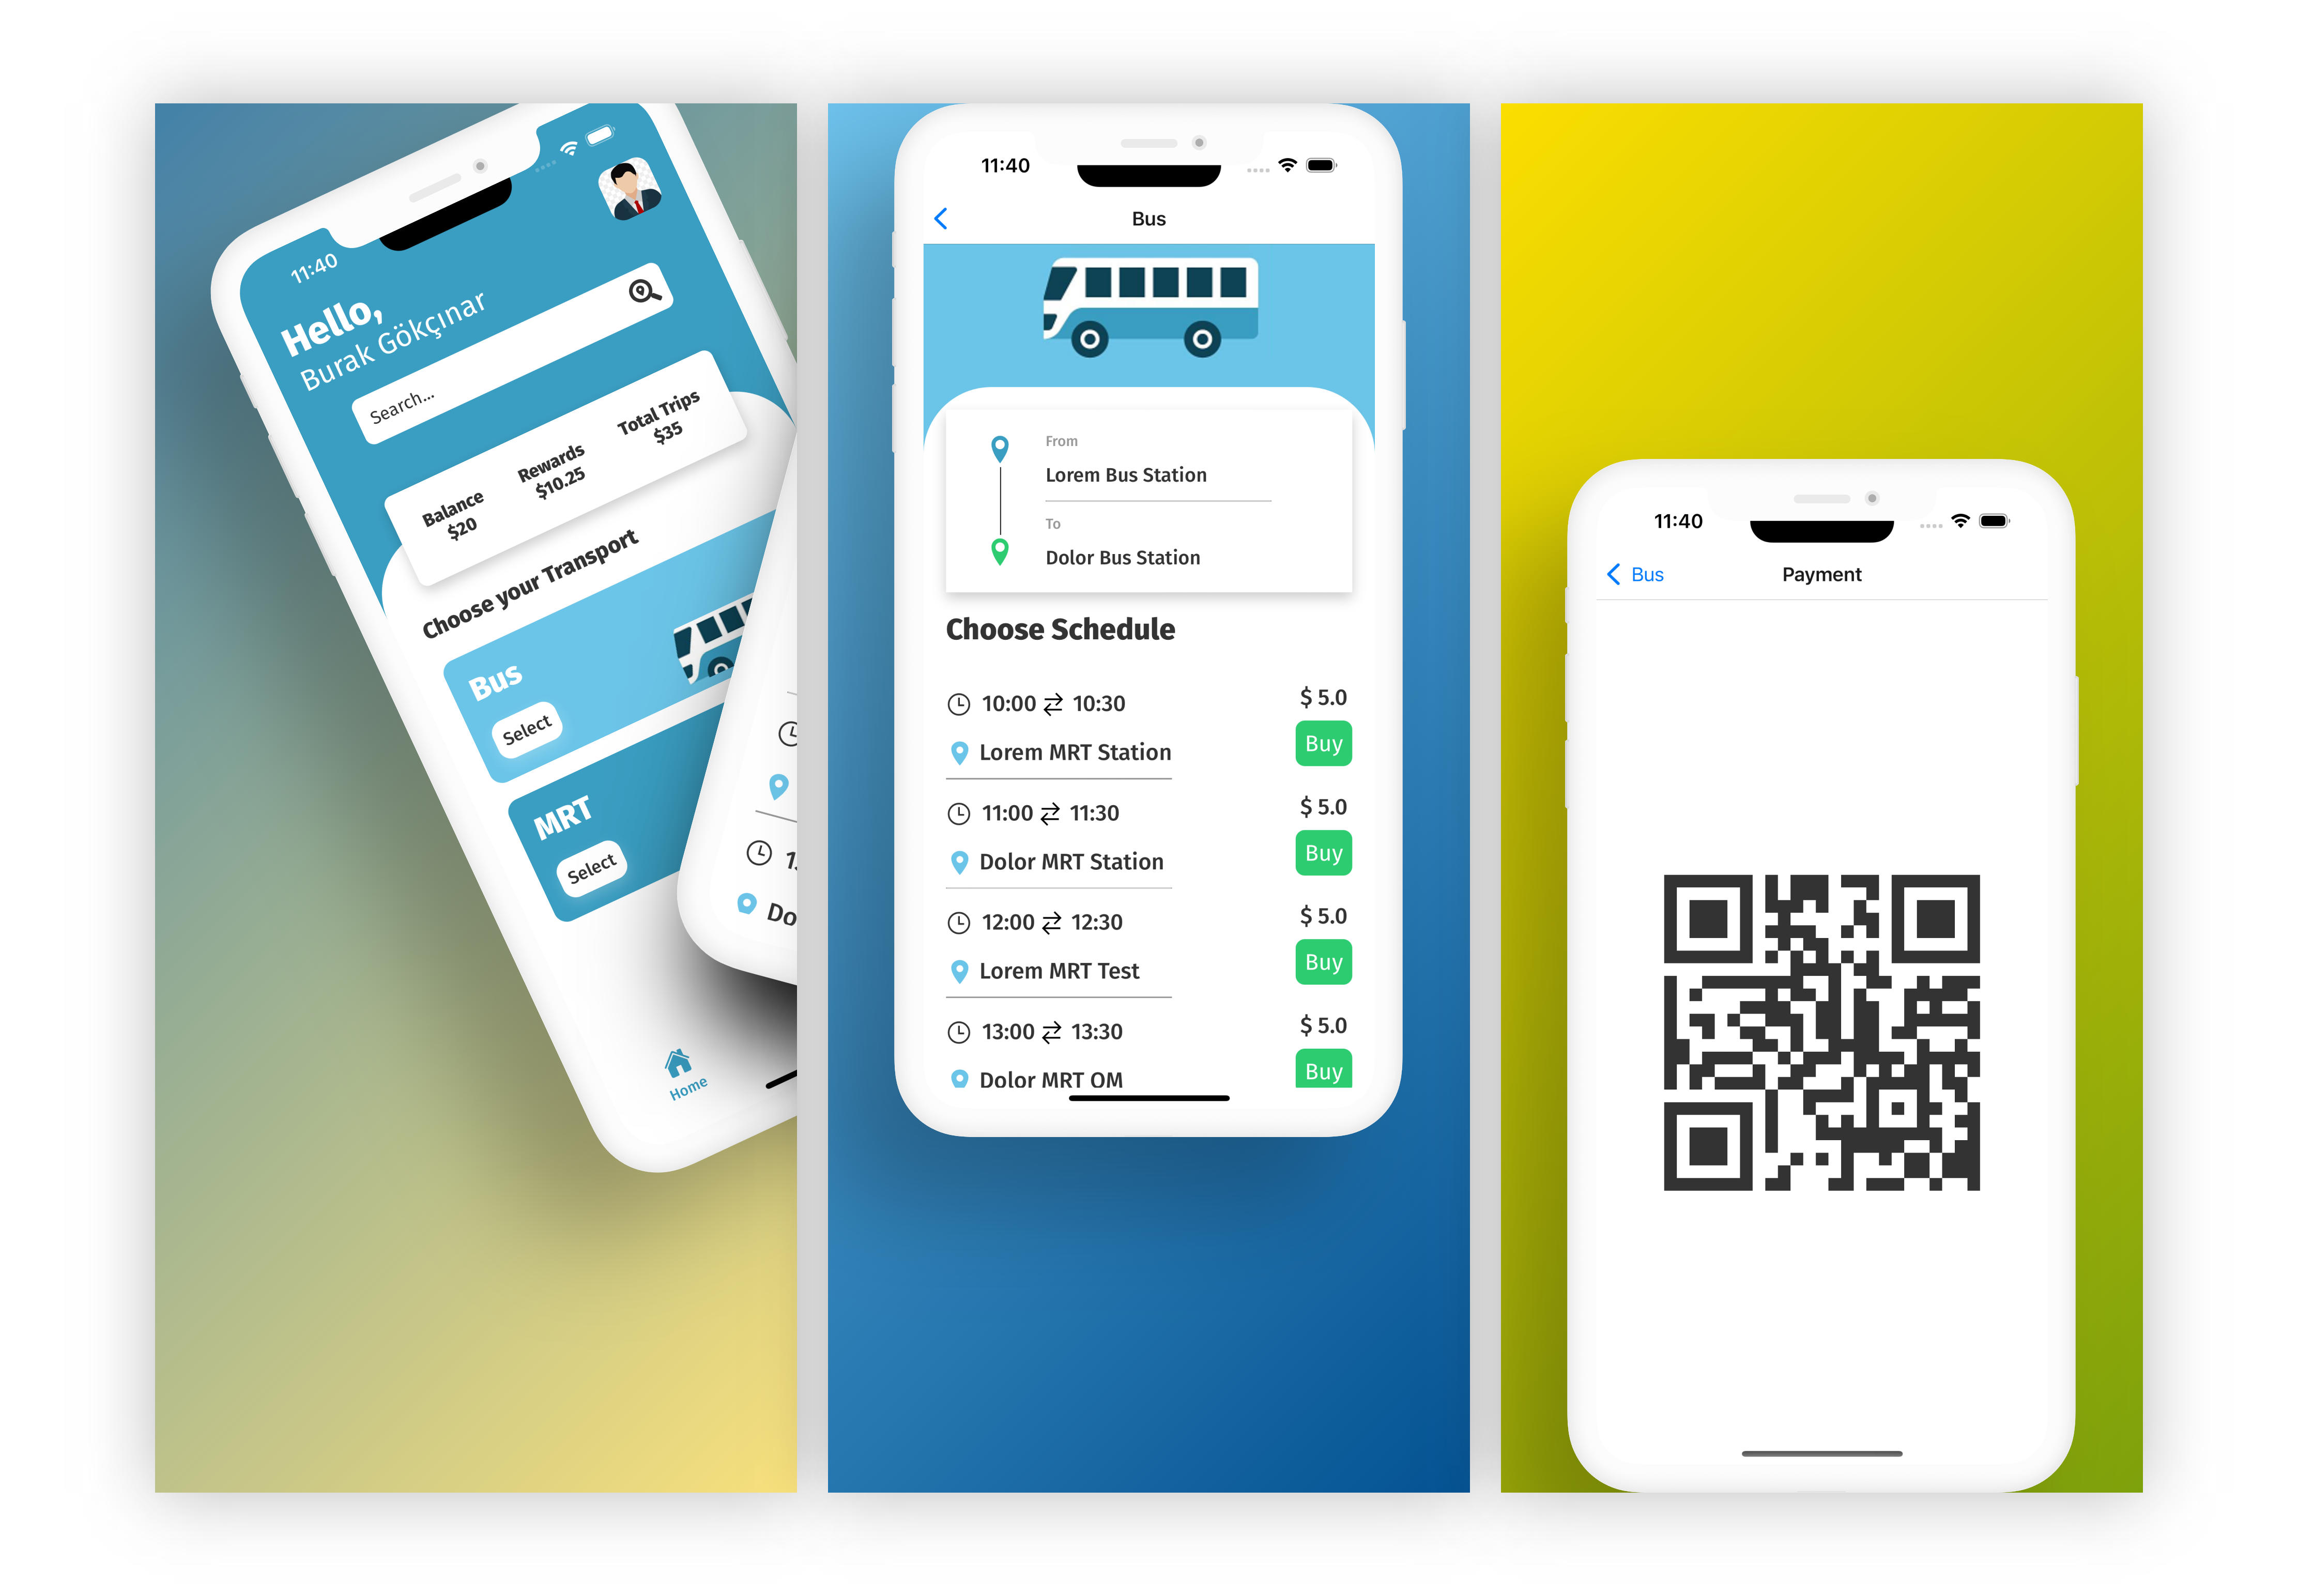 11:40
Hello,
Burak Gökçınar
Search...
Balance
$20
Rewards
$10.25
Total Trips
$35
Choose your Transport
Bus
Select
MRT
Select
Home
Do
11:40
Bus
From
Lorem Bus Station
To
Dolor Bus Station
Choose Schedule
10:00 10:30
$ 5.0
Lorem MRT Station
Buy
11:00 11:30
$ 5.0
Dolor MRT Station
Buy
12:00 12:30
$ 5.0
Lorem MRT Test
Buy
13:00 13:30
$ 5.0
Dolor MRT OM
Buy
11:40
Bus
Payment